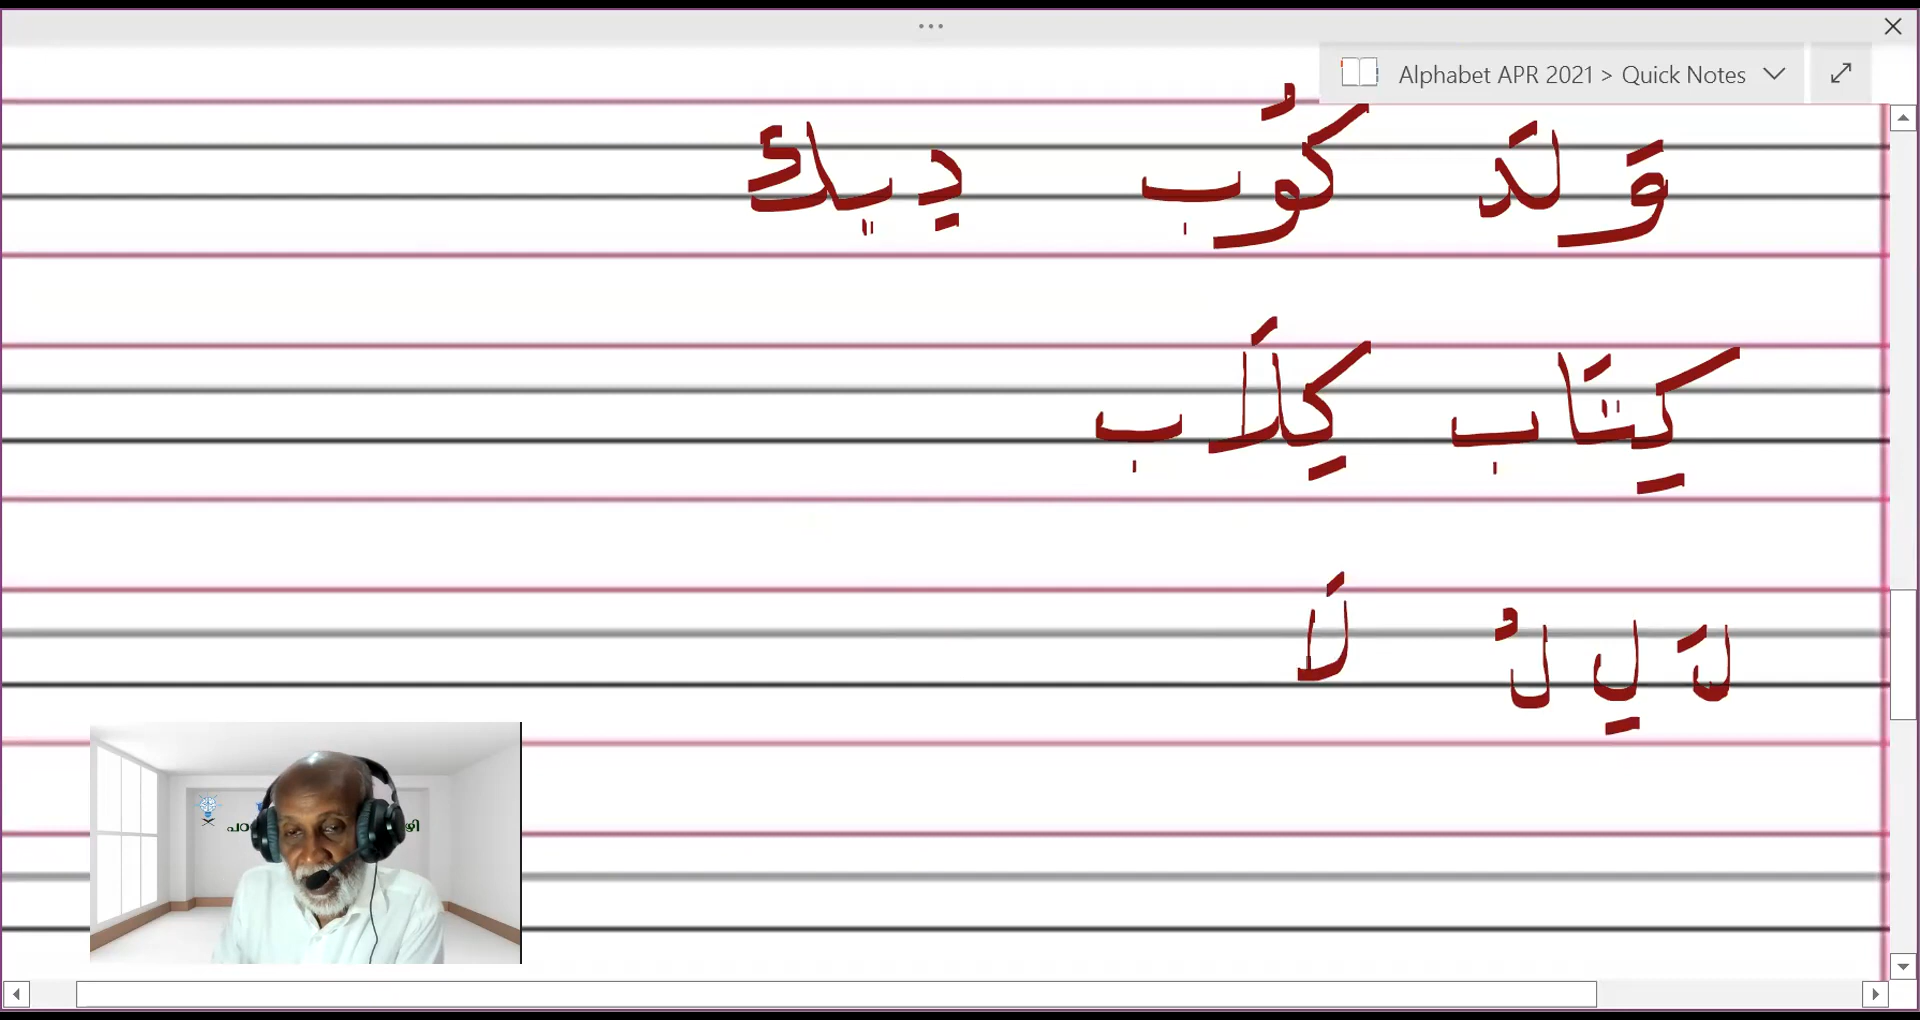 Alphabet APR 2021 > Quick Notes
وَلَد كُوب دِيك
كِتَاب كِلَاب
لَ لِ لُ لَا